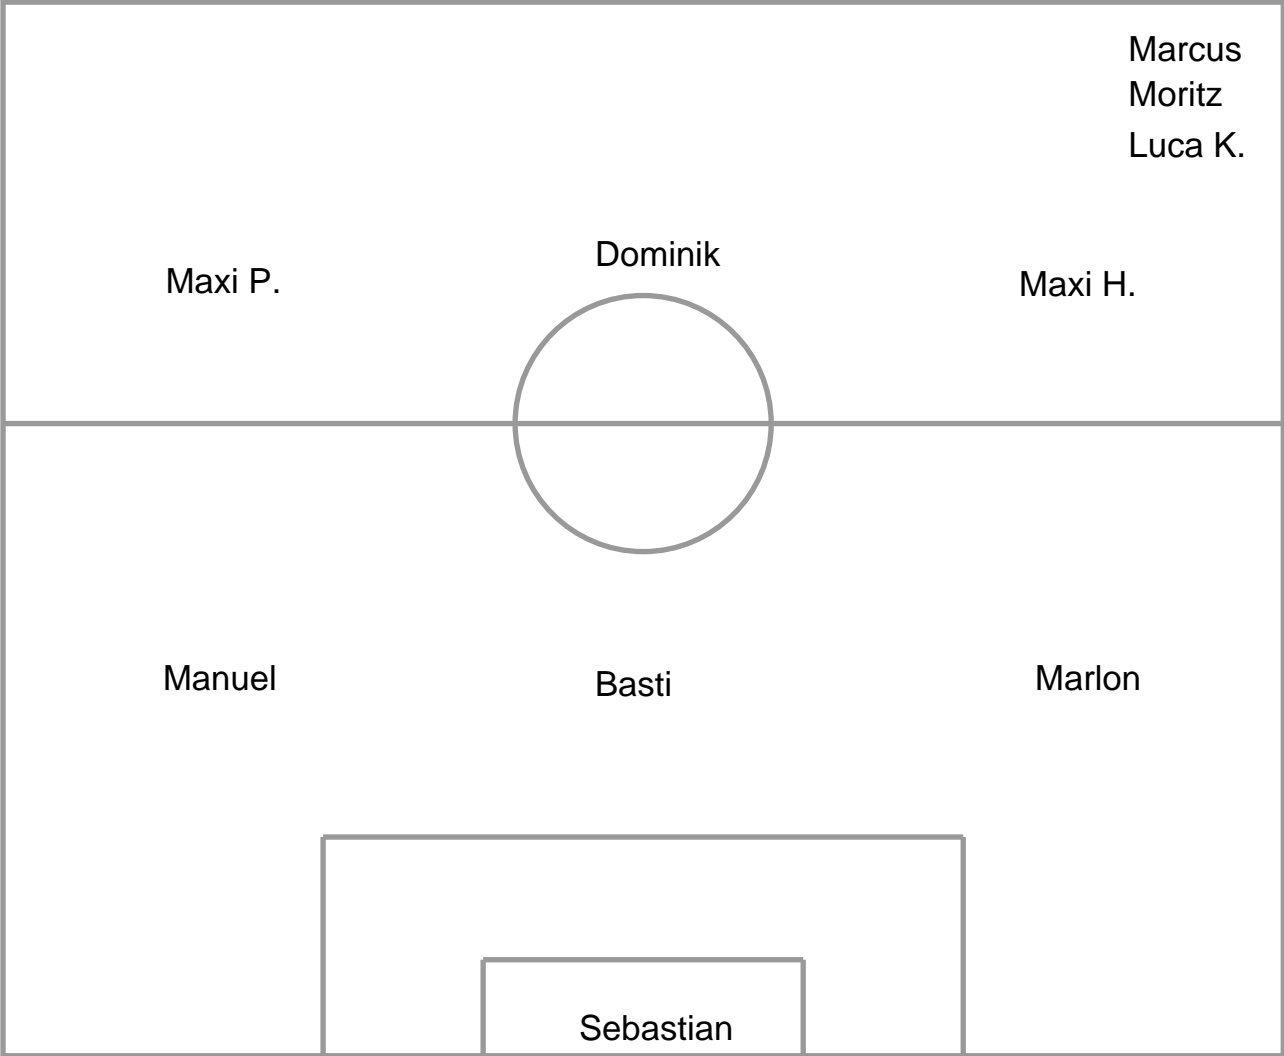 Marcus
Moritz
Luca K.
Maxi P.
Dominik
Maxi H.
Manuel
Basti
Marlon
Sebastian